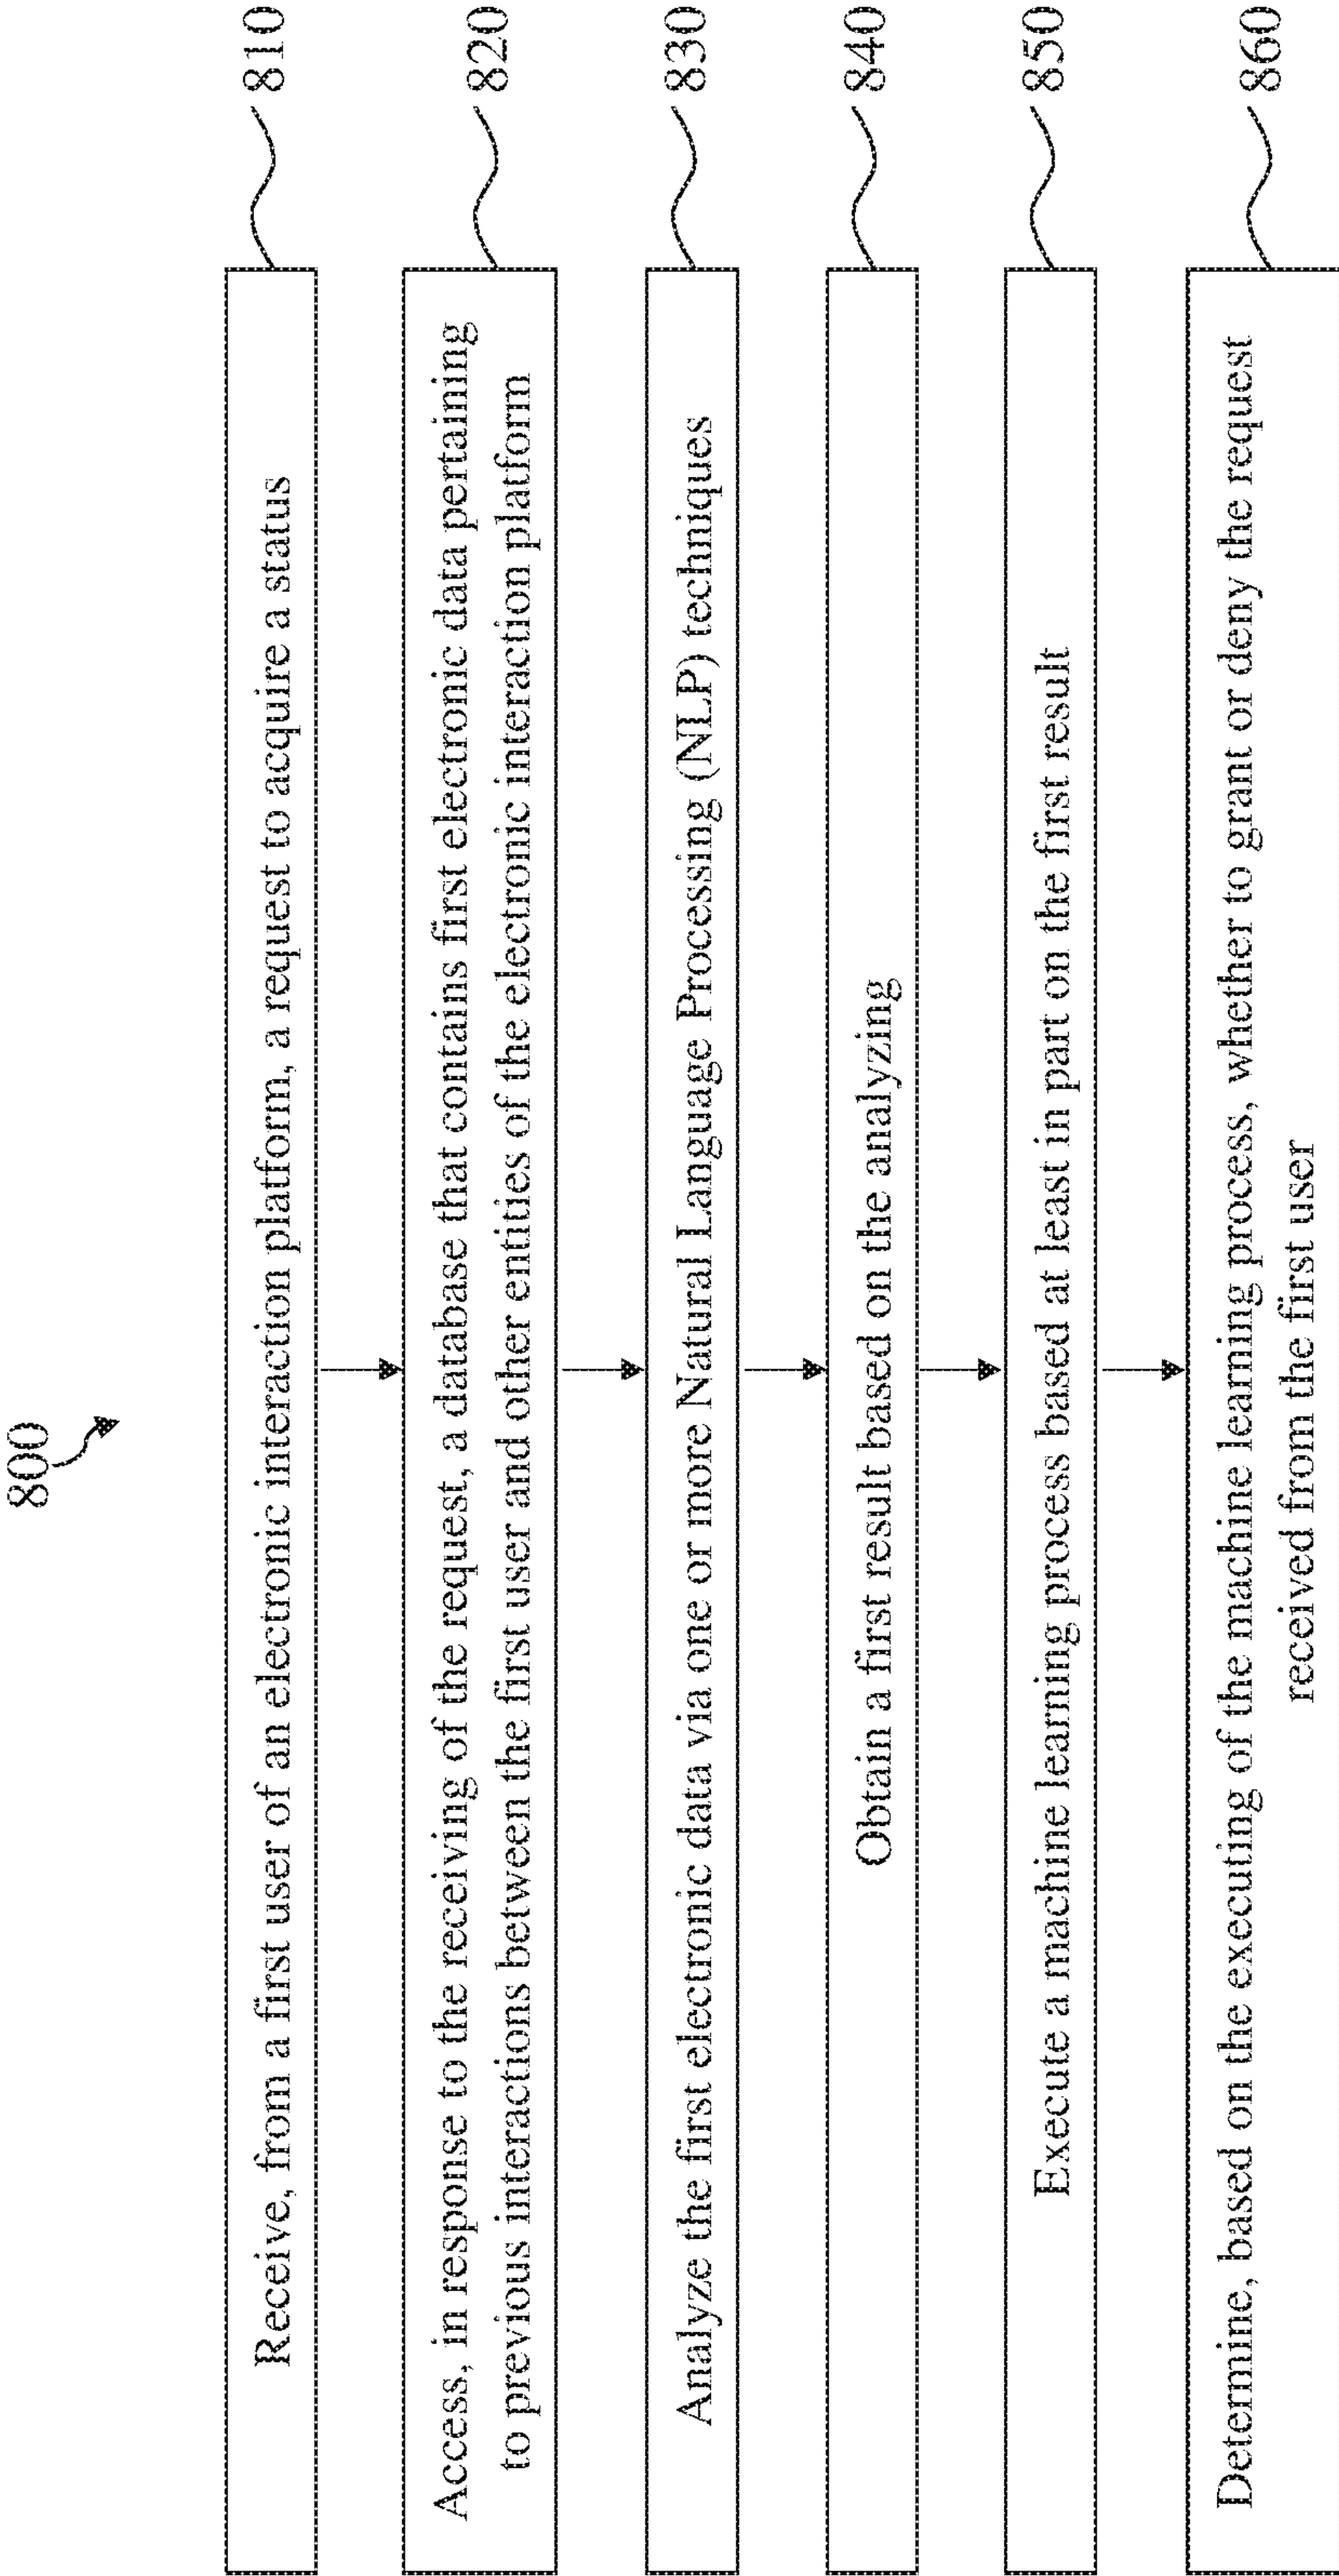 800
Receive, from a first user of an electronic interaction platform, a request to acquire a status
810
Access, in response to the receiving of the request, a database that contains first electronic data pertaining
to previous interactions between the first user and other entities of the electronic interaction platform
820
Analyze the first electronic data via one or more Natural Language Processing (NLP) techniques
830
Obtain a first result based on the analyzing
840
Execute a machine learning process based at least in part on the first result
850
Determine, based on the executing of the machine learning process, whether to grant or deny the request
received from the first user
860